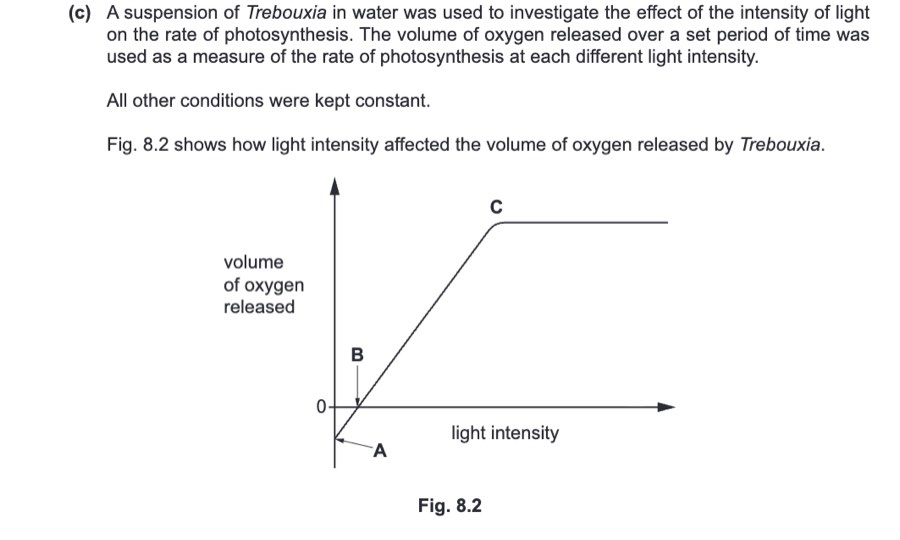 (c) A suspension of Trebouxia in water was used to investigate the effect of the intensity of light
on the rate of photosynthesis. The volume of oxygen released over a set period of time was
used as a measure of the rate of photosynthesis at each different light intensity.
All other conditions were kept constant.
Fig. 8.2 shows how light intensity affected the volume of oxygen released by Trebouxia.
C
volume
of oxygen
released
B
0
light intensity
A
Fig. 8.2